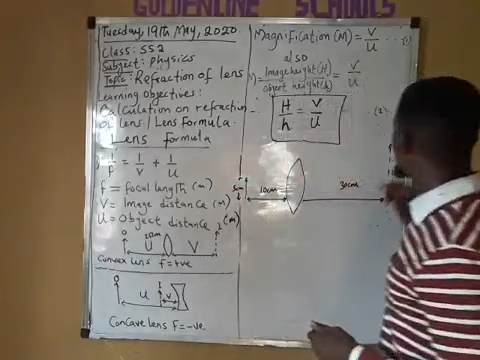 GOLDENLINE SCHOOLS
Tuesday, 19th May, 2020
Class: SS2
Subject: Physics
Topic: Refraction of lens
Learning objectives:
Calculation on refraction
of lens / Lens Formula.
Lens formula
1/f = 1/V + 1/U
f = focal length (m)
V = Image distance (m)
U = Object distance (m)
O
U
V
I
Convex lens f=+ve
O
I
U
V
Concave lens F=-ve.
Magnification (M) = V/U
also
= Image height (H) / object height (h) = V/U
H/h = V/U
5cm
10cm
30cm